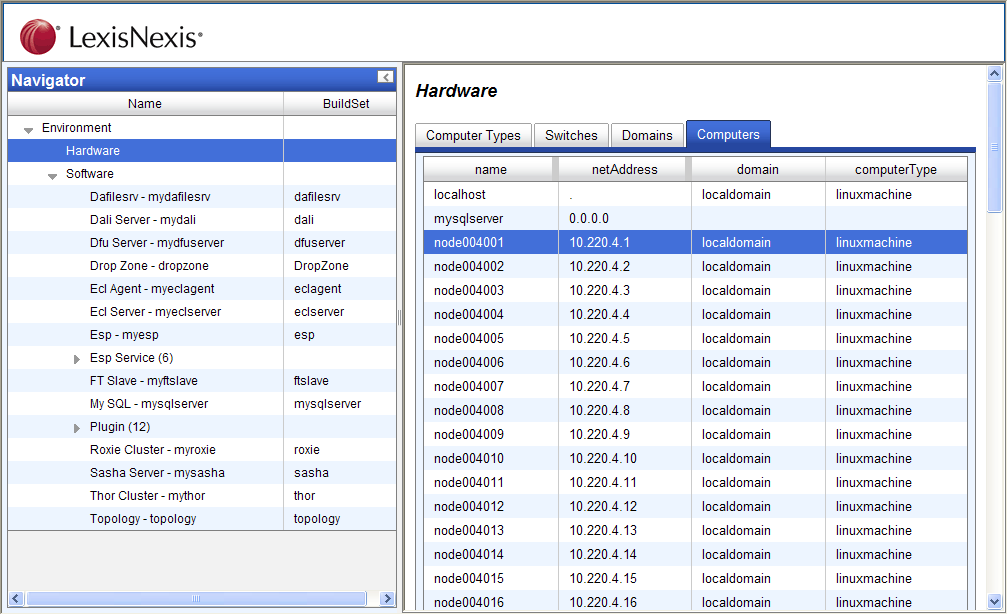 LexisNexis
Navigator
Name BuildSet
Environment
Hardware
Software
Dafilesrv - mydafilesrv dafilesrv
Dali Server - mydali dali
Dfu Server - mydfuserver dfuserver
Drop Zone - dropzone DropZone
Ecl Agent - myeclagent eclagent
Ecl Server - myeclserver eclserver
Esp - myesp esp
Esp Service (6)
FT Slave - myftslave ftslave
My SQL - mysqlserver mysqlserver
Plugin (12)
Roxie Cluster - myroxie roxie
Sasha Server - mysasha sasha
Thor Cluster - mythor thor
Topology - topology topology
Hardware
Computer Types Switches Domains Computers
name netAddress domain computerType
localhost . localdomain linuxmachine
mysqlserver 0.0.0.0
node004001 10.220.4.1 localdomain linuxmachine
node004002 10.220.4.2 localdomain linuxmachine
node004003 10.220.4.3 localdomain linuxmachine
node004004 10.220.4.4 localdomain linuxmachine
node004005 10.220.4.5 localdomain linuxmachine
node004006 10.220.4.6 localdomain linuxmachine
node004007 10.220.4.7 localdomain linuxmachine
node004008 10.220.4.8 localdomain linuxmachine
node004009 10.220.4.9 localdomain linuxmachine
node004010 10.220.4.10 localdomain linuxmachine
node004011 10.220.4.11 localdomain linuxmachine
node004012 10.220.4.12 localdomain linuxmachine
node004013 10.220.4.13 localdomain linuxmachine
node004014 10.220.4.14 localdomain linuxmachine
node004015 10.220.4.15 localdomain linuxmachine
node004016 10.220.4.16 localdomain linuxmachine